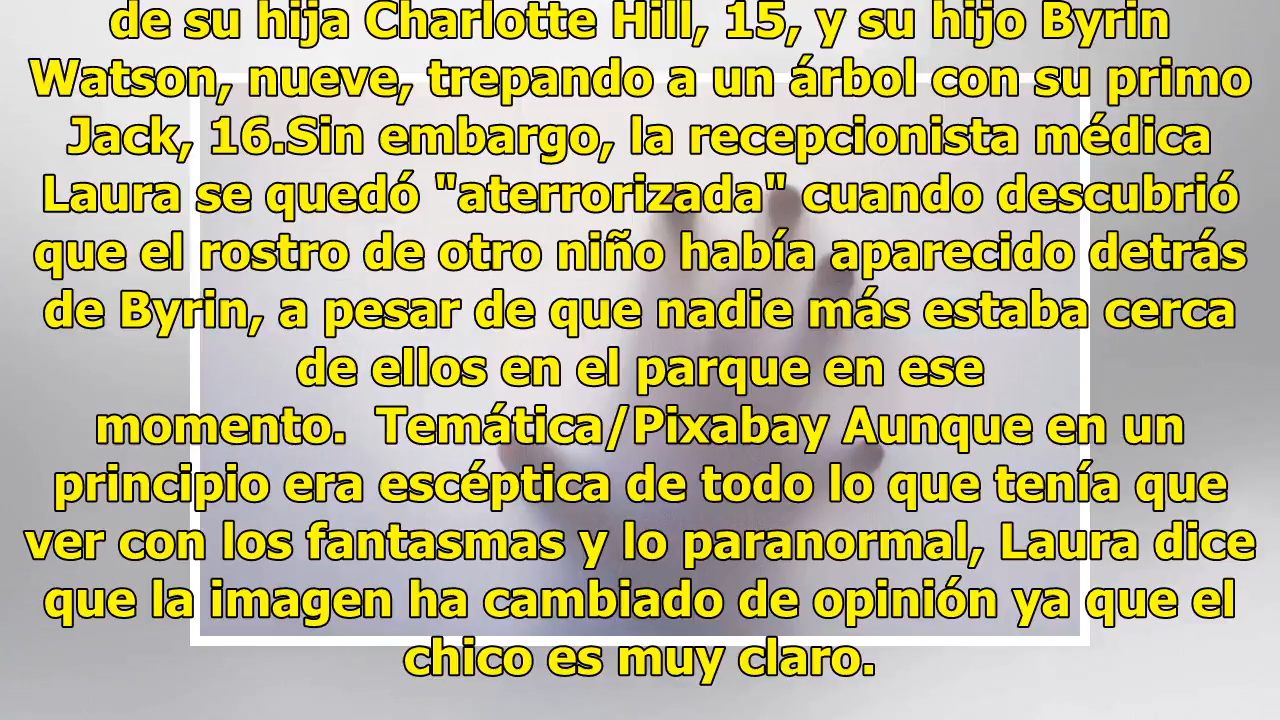 de su hija Charlotte Hill, 15, y su hijo Byrin
Watson, nueve, trepando a un árbol con su primo
Jack, 16.Sin embargo, la recepcionista médica
Laura se quedó "aterrorizada" cuando descubrió
que el rostro de otro niño había aparecido detrás
de Byrin, a pesar de que nadie más estaba cerca
de ellos en el parque en ese
momento.  Temática/Pixabay Aunque en un
principio era escéptica de todo lo que tenía que
ver con los fantasmas y lo paranormal, Laura dice
que la imagen ha cambiado de opinión ya que el
chico es muy claro.